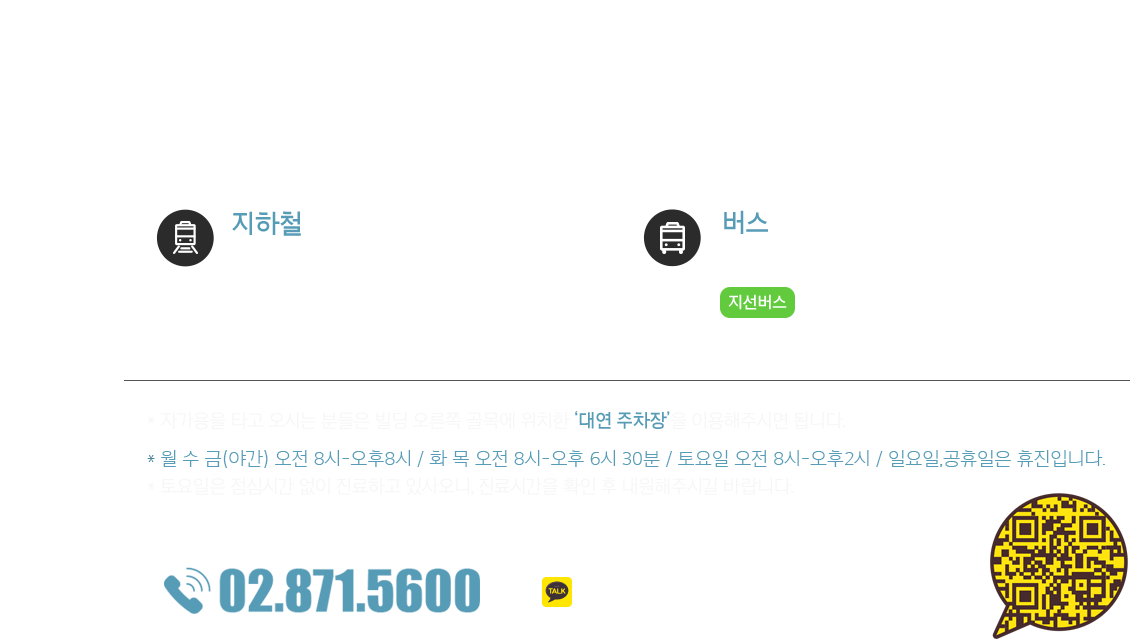 지하철
버스
지선버스
* 자가용을 타고 오시는 분들은 빌딩 오른쪽 골목에 위치한 ‘대연 주차장’을 이용해주시면 됩니다.
* 월 수 금(야간) 오전 8시-오후8시 / 화 목 오전 8시-오후 6시 30분 / 토요일 오전 8시-오후2시 / 일요일,공휴일은 휴진입니다.
* 토요일은 점심시간 없이 진료하고 있사오니, 진료시간을 확인 후 내원해주시길 바랍니다.
02.871.5600
TALK